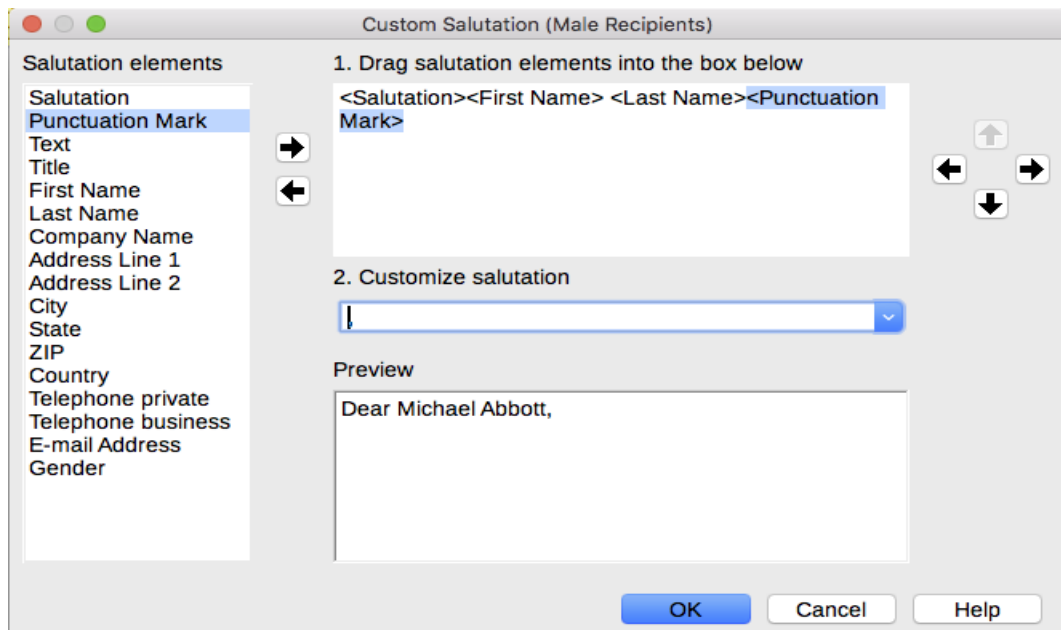 Custom Salutation (Male Recipients)
Salutation elements
Salutation
Punctuation Mark
Text
Title
First Name
Last Name
Company Name
Address Line 1
Address Line 2
City
State
ZIP
Country
Telephone private
Telephone business
E-mail Address
Gender
1. Drag salutation elements into the box below
<Salutation><First Name> <Last Name><Punctuation
Mark>
2. Customize salutation
,
Preview
Dear Michael Abbott,
OK
Cancel
Help